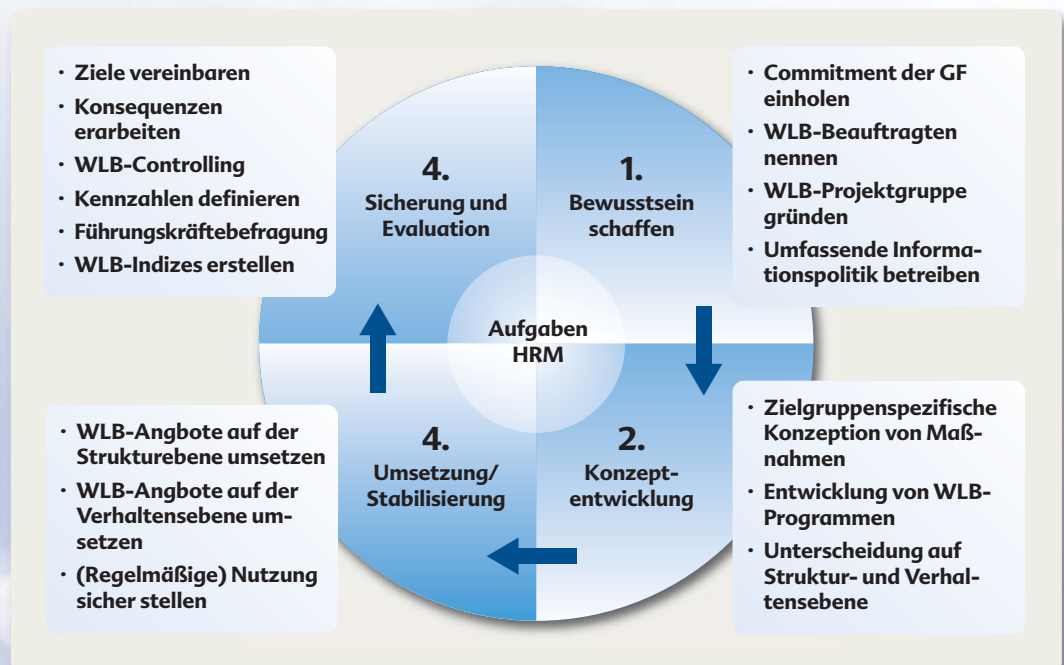 · Ziele vereinbaren
· Konsequenzen
erarbeiten
· WLB-Controlling
· Kennzahlen definieren
· Führungskräftebefragung
· WLB-Indizes erstellen
4.
Sicherung und
Evaluation
1.
Bewusstsein
schaffen
· Commitment der GF
einholen
· WLB-Beauftragten
nennen
· WLB-Projektgruppe
gründen
· Umfassende Informa-
tionspolitik betreiben
Aufgaben
HRM
· WLB-Angbote auf der
Strukturebene umsetzen
· WLB-Angbote auf der
Verhaltensebene um-
setzen
· (Regelmäßige) Nutzung
sicher stellen
4.
Umsetzung/
Stabilisierung
2.
Konzept-
entwicklung
· Zielgruppenspezifische
Konzeption von Maß-
nahmen
· Entwicklung von WLB-
Programmen
· Unterscheidung auf
Struktur- und Verhal-
tensebene